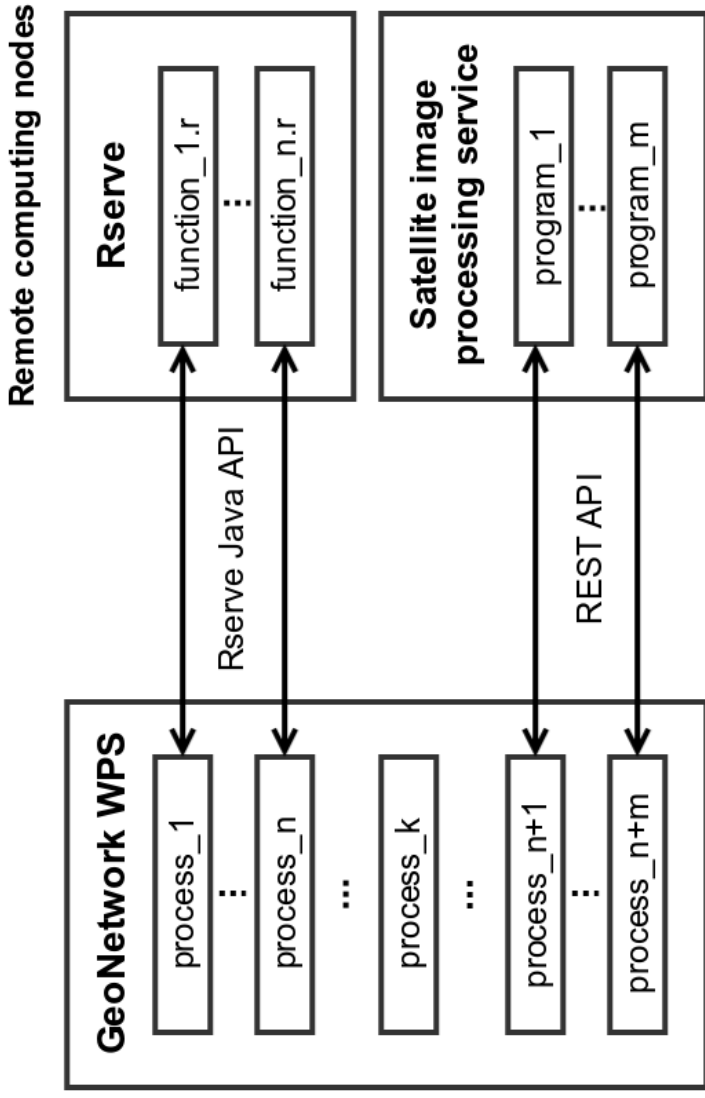 Remote computing nodes
GeoNetwork WPS
process_1
...
process_n
...
process_k
...
process_n+1
...
process_n+m
Rserve Java API
REST API
Rserve
function_1.r
...
function_n.r
Satellite image
processing service
program_1
...
program_m